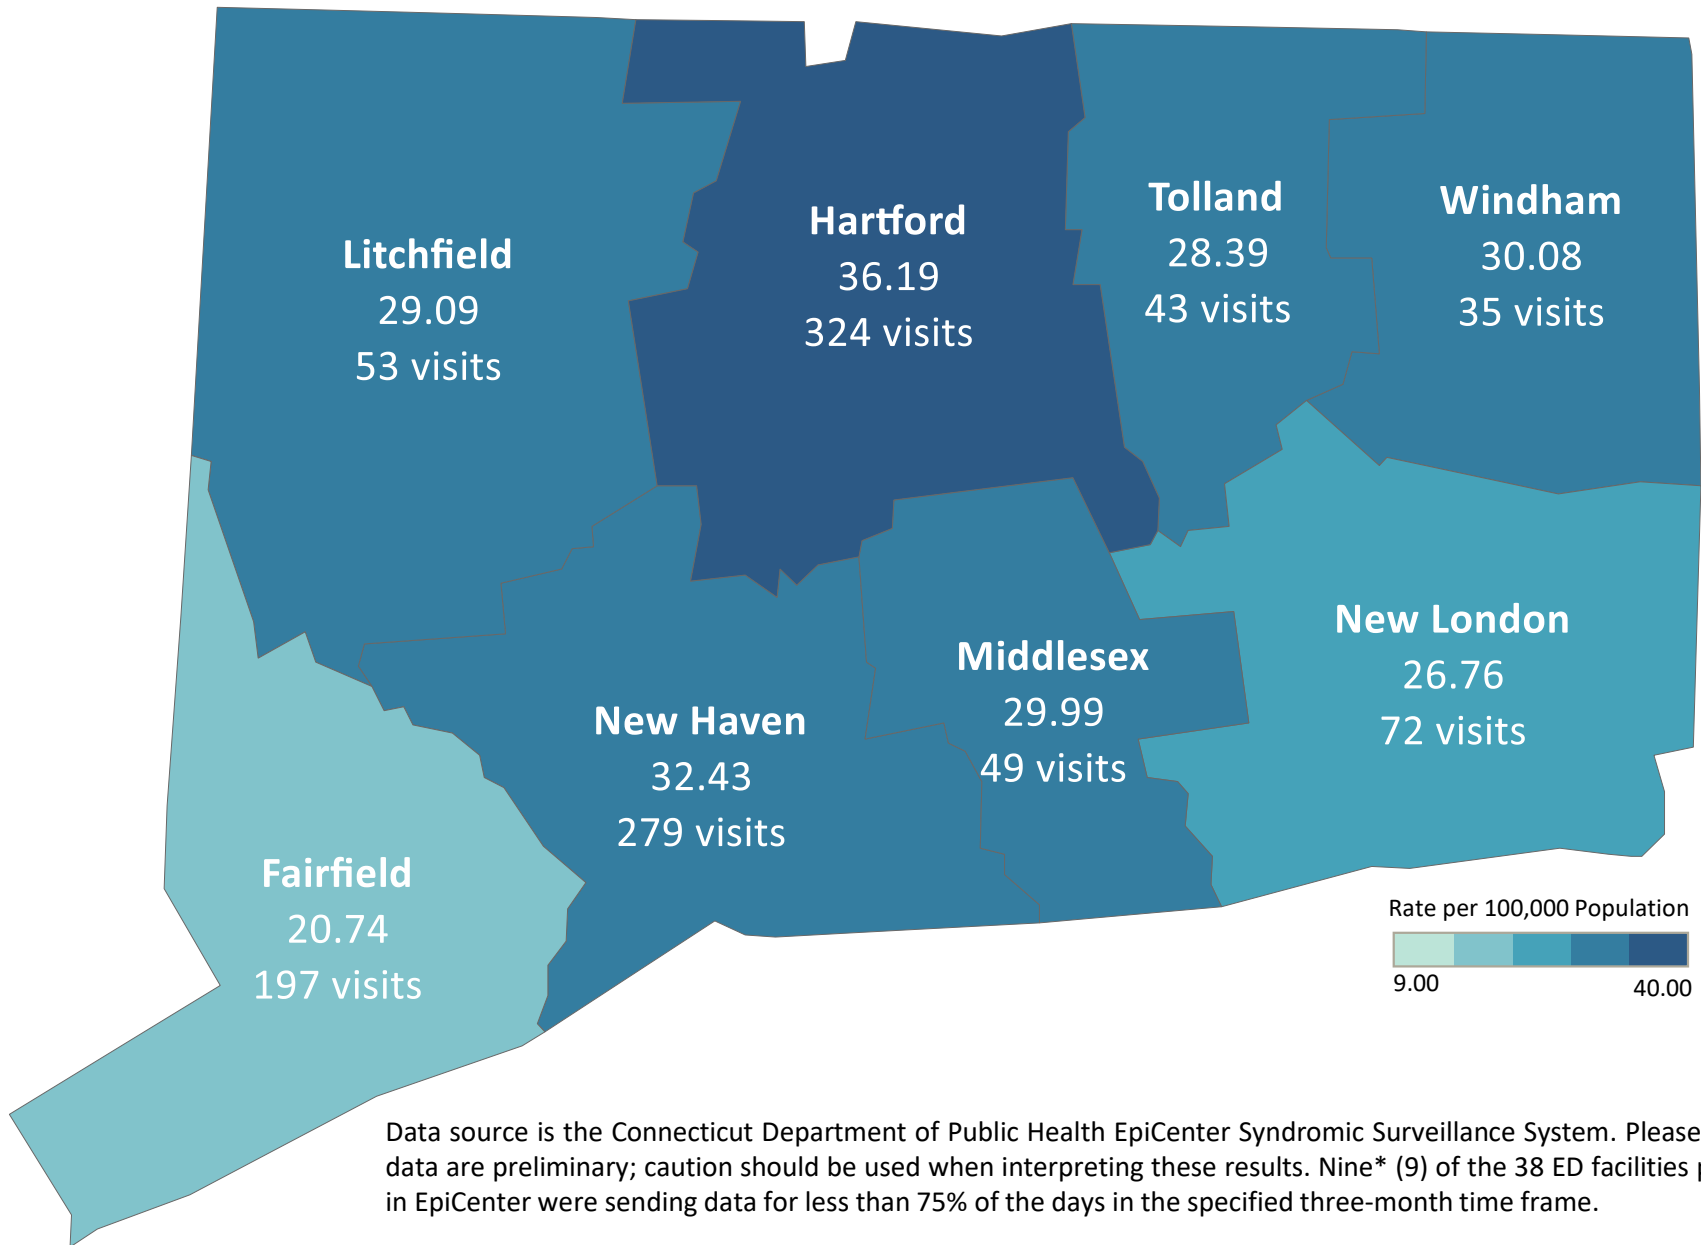 Litchfield
29.09
53 visits
Hartford
36.19
324 visits
Tolland
28.39
43 visits
Windham
30.08
35 visits
Fairfield
20.74
197 visits
New Haven
32.43
279 visits
Middlesex
29.99
49 visits
New London
26.76
72 visits
Rate per 100,000 Population
9.00
40.00
Data source is the Connecticut Department of Public Health EpiCenter Syndromic Surveillance System. Please
data are preliminary; caution should be used when interpreting these results. Nine* (9) of the 38 ED facilities
in EpiCenter were sending data for less than 75% of the days in the specified three-month time frame.